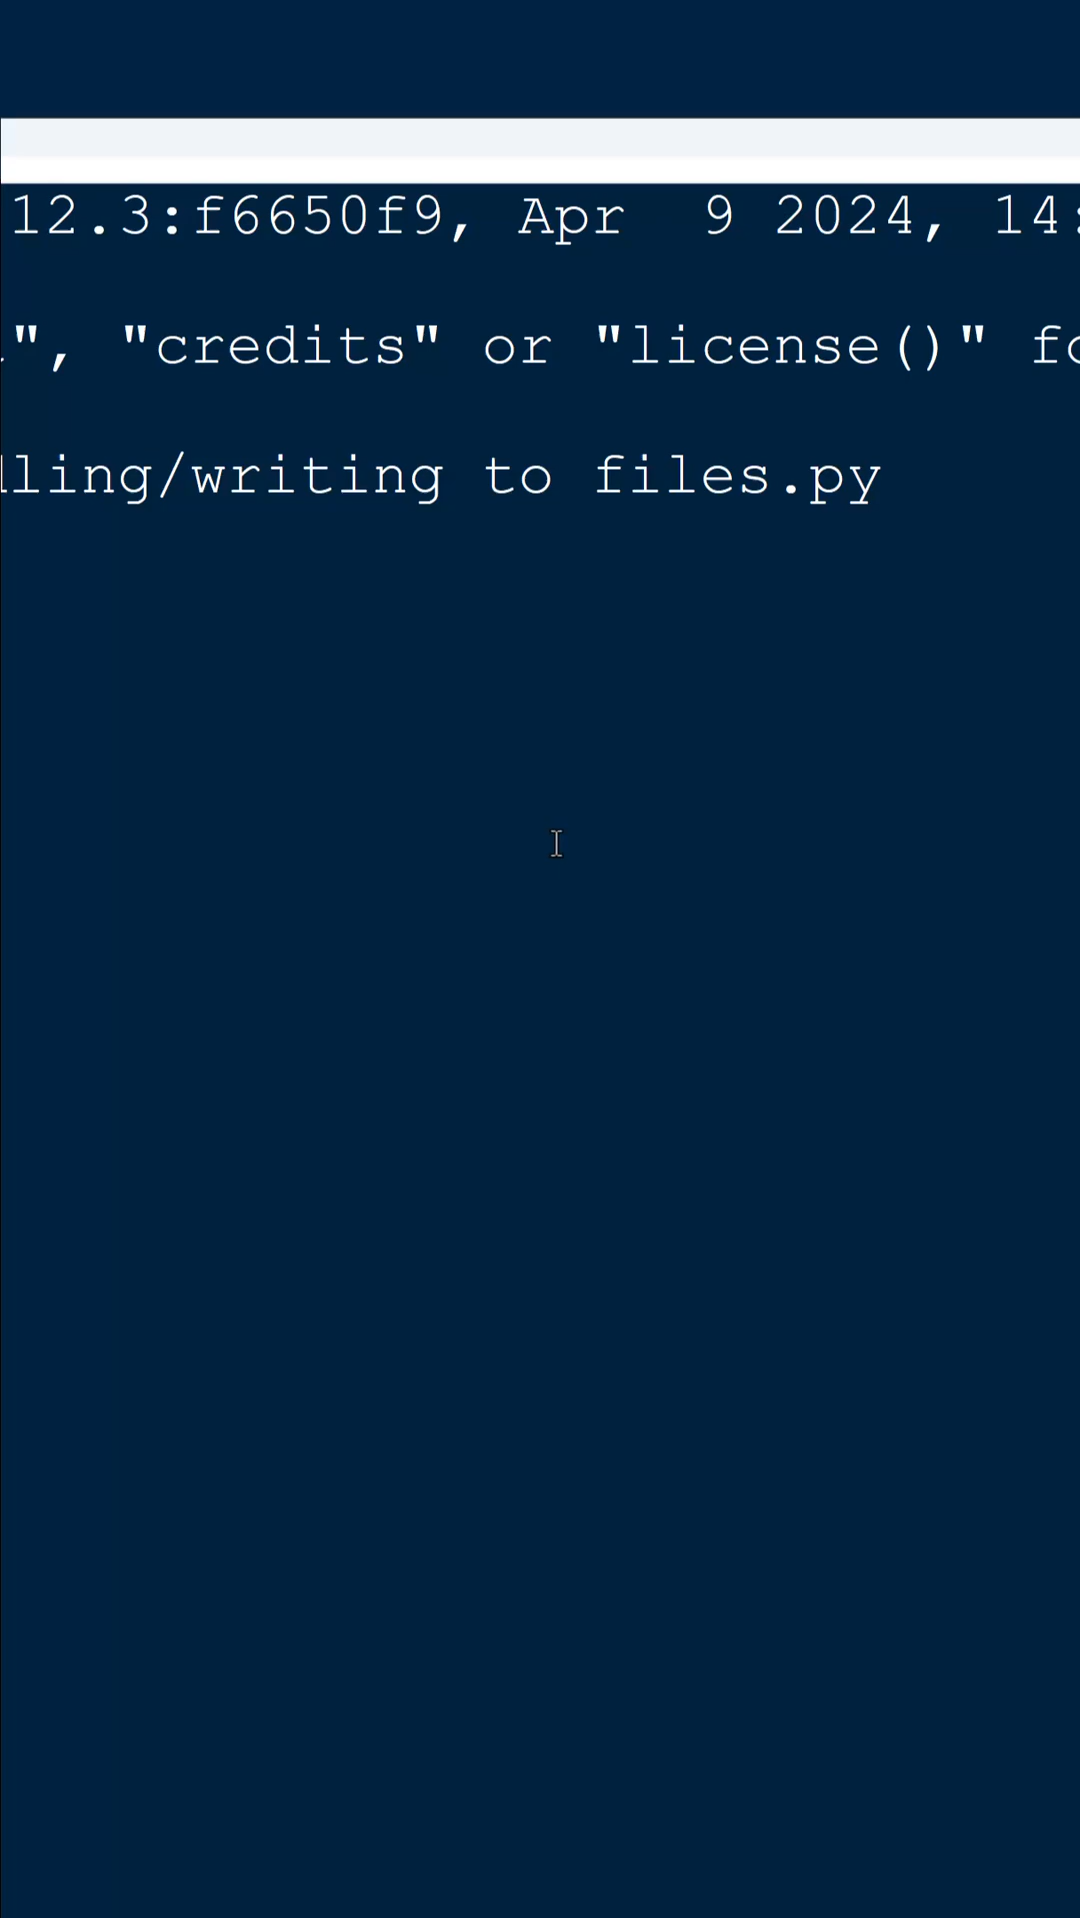 12.3:f6650f9, Apr  9 2024, 14:
", "credits" or "license()" fo
lling/writing to files.py